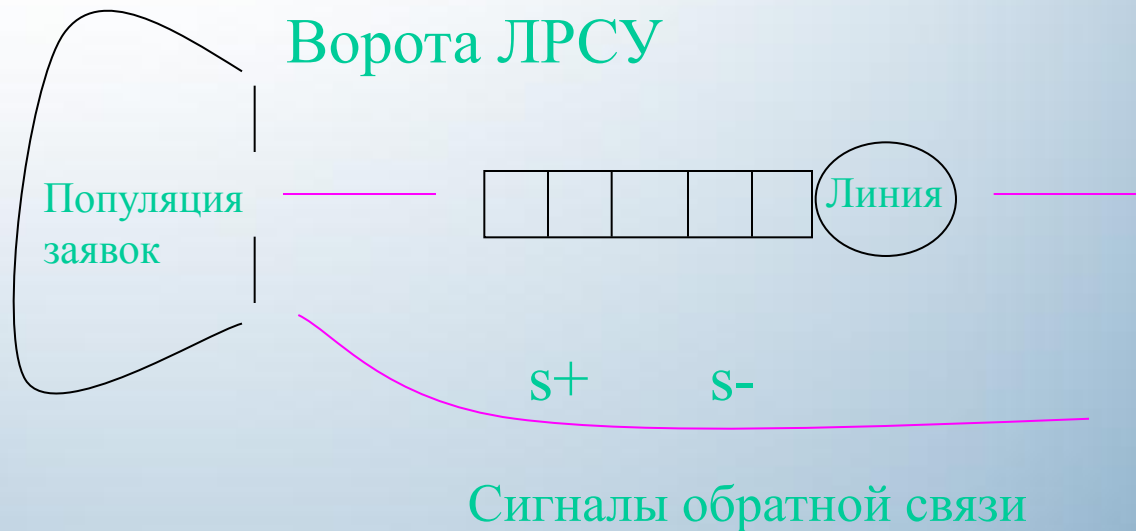 Ворота ЛРСУ
Популяция
заявок
Линия
s+ s-
Сигналы обратной связи